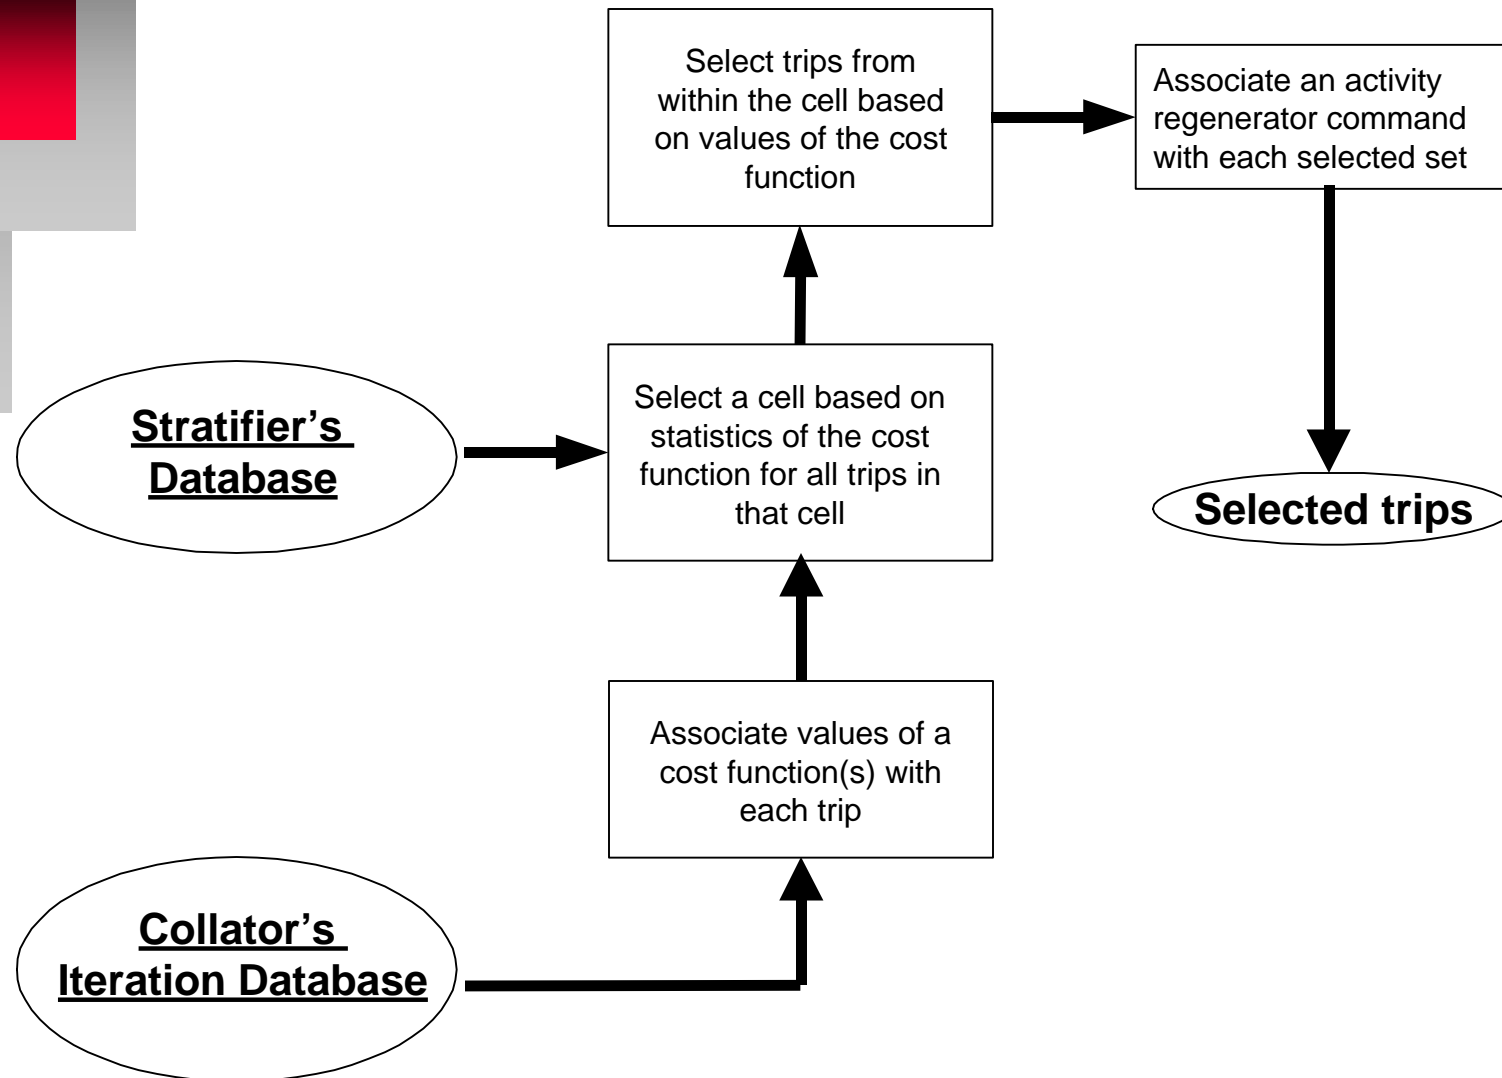 Select trips from
within the cell based
on values of the cost
function
Associate an activity
regenerator command
with each selected set
Stratifier’s
Database
Select a cell based on
statistics of the cost
function for all trips in
that cell
Selected trips
Associate values of a
cost function(s) with
each trip
Collator’s
Iteration Database